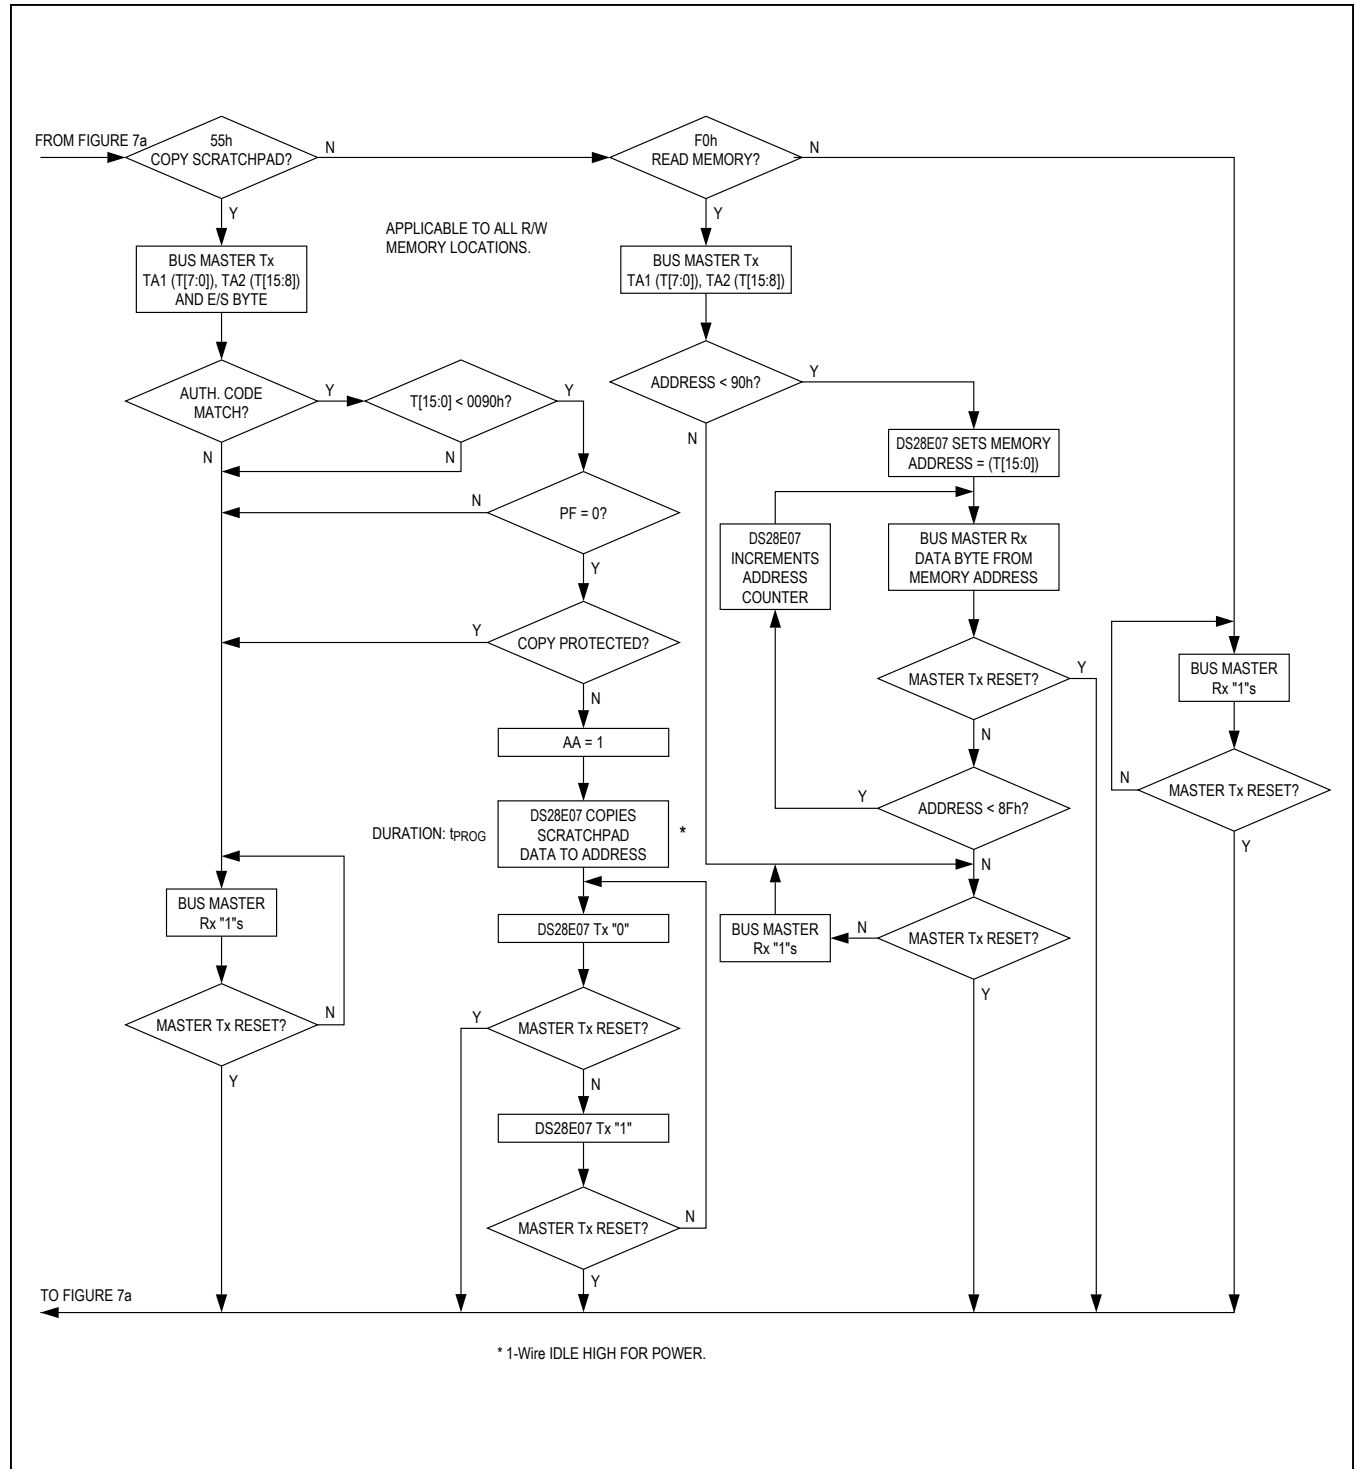 FROM FIGURE 7a
55h
COPY SCRATCHPAD?
N
F0h
READ MEMORY?
N
Y
APPLICABLE TO ALL R/W
MEMORY LOCATIONS.
Y
BUS MASTER Tx
TA1 (T[7:0]), TA2 (T[15:8])
AND E/S BYTE
BUS MASTER Tx
TA1 (T[7:0]), TA2 (T[15:8])
AUTH. CODE
MATCH?
Y
T[15:0] < 0090h?
Y
ADDRESS < 90h?
Y
N
N
N
DS28E07 SETS MEMORY
ADDRESS = (T[15:0])
N
PF = 0?
Y
DS28E07
INCREMENTS
ADDRESS
COUNTER
BUS MASTER Rx
DATA BYTE FROM
MEMORY ADDRESS
Y
COPY PROTECTED?
N
MASTER Tx RESET?
Y
N
BUS MASTER
Rx "1"s
AA = 1
Y
ADDRESS < 8Fh?
N
N
MASTER Tx RESET?
Y
DURATION: tPROG
DS28E07 COPIES
SCRATCHPAD
DATA TO ADDRESS
*
BUS MASTER
Rx "1"s
DS28E07 Tx "0"
BUS MASTER
Rx "1"s
N
MASTER Tx RESET?
Y
MASTER Tx RESET?
N
Y
Y
MASTER Tx RESET?
N
DS28E07 Tx "1"
MASTER Tx RESET?
N
Y
TO FIGURE 7a
* 1-Wire IDLE HIGH FOR POWER.